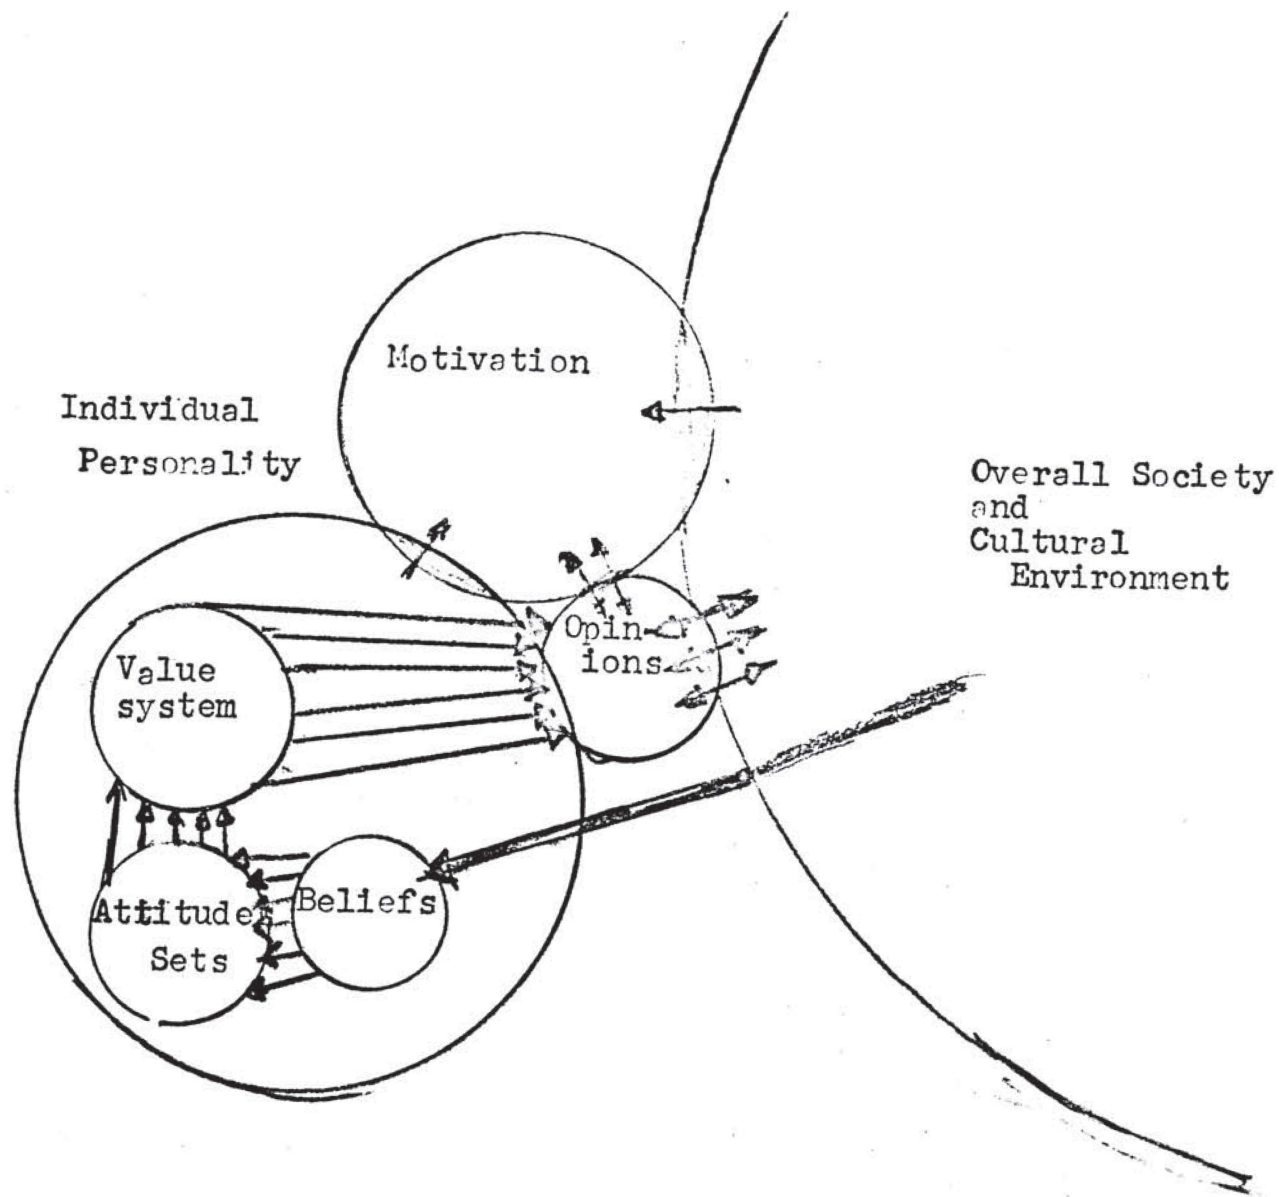 Motivation
Individual
Personality
Overall Society
and
Cultural
Environment
Opin-
ions
Value
system
Attitude
Sets
Beliefs